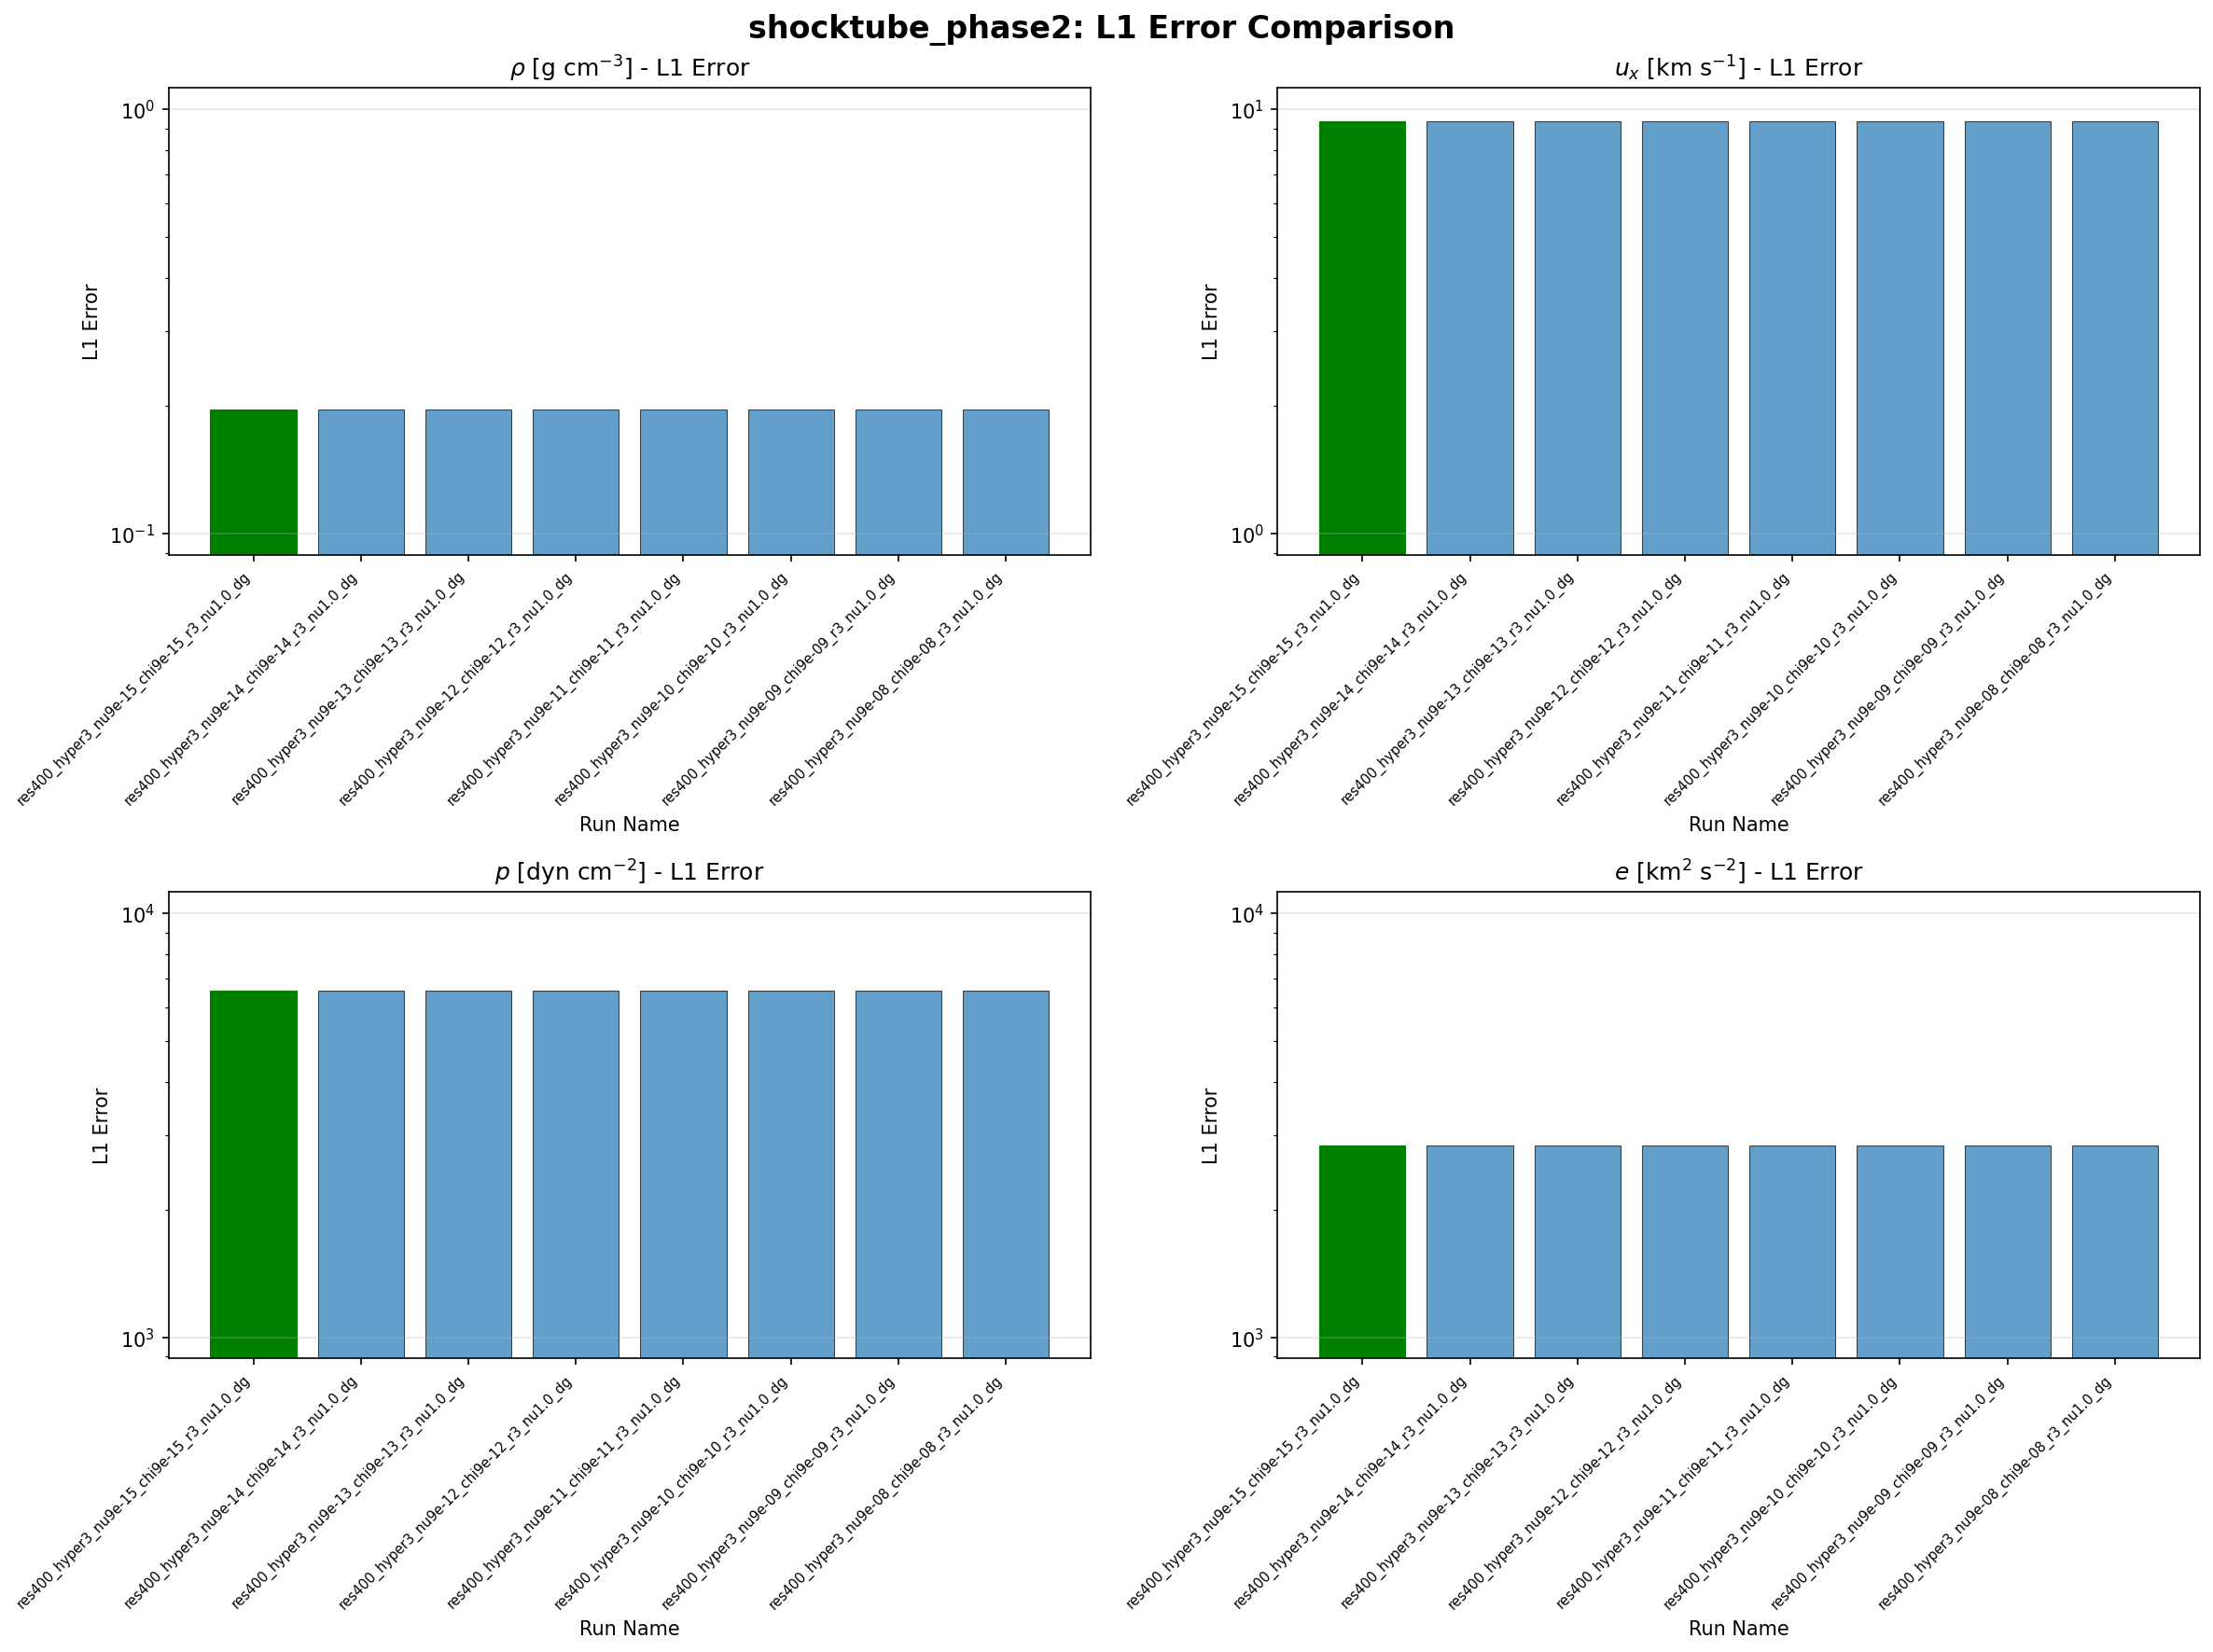 shocktube_phase2: L1 Error Comparison
ρ [g cm⁻³] - L1 Error
L1 Error
10⁰
10⁻¹
res400_hyper3_nu9e-15_chi9e-15_r3_nu1.0_dg
res400_hyper3_nu9e-14_chi9e-14_r3_nu1.0_dg
res400_hyper3_nu9e-13_chi9e-13_r3_nu1.0_dg
res400_hyper3_nu9e-12_chi9e-12_r3_nu1.0_dg
res400_hyper3_nu9e-11_chi9e-11_r3_nu1.0_dg
res400_hyper3_nu9e-10_chi9e-10_r3_nu1.0_dg
res400_hyper3_nu9e-09_chi9e-09_r3_nu1.0_dg
res400_hyper3_nu9e-08_chi9e-08_r3_nu1.0_dg
Run Name
uₓ [km s⁻¹] - L1 Error
L1 Error
10¹
10⁰
res400_hyper3_nu9e-15_chi9e-15_r3_nu1.0_dg
res400_hyper3_nu9e-14_chi9e-14_r3_nu1.0_dg
res400_hyper3_nu9e-13_chi9e-13_r3_nu1.0_dg
res400_hyper3_nu9e-12_chi9e-12_r3_nu1.0_dg
res400_hyper3_nu9e-11_chi9e-11_r3_nu1.0_dg
res400_hyper3_nu9e-10_chi9e-10_r3_nu1.0_dg
res400_hyper3_nu9e-09_chi9e-09_r3_nu1.0_dg
res400_hyper3_nu9e-08_chi9e-08_r3_nu1.0_dg
Run Name
p [dyn cm⁻²] - L1 Error
L1 Error
10⁴
10³
res400_hyper3_nu9e-15_chi9e-15_r3_nu1.0_dg
res400_hyper3_nu9e-14_chi9e-14_r3_nu1.0_dg
res400_hyper3_nu9e-13_chi9e-13_r3_nu1.0_dg
res400_hyper3_nu9e-12_chi9e-12_r3_nu1.0_dg
res400_hyper3_nu9e-11_chi9e-11_r3_nu1.0_dg
res400_hyper3_nu9e-10_chi9e-10_r3_nu1.0_dg
res400_hyper3_nu9e-09_chi9e-09_r3_nu1.0_dg
res400_hyper3_nu9e-08_chi9e-08_r3_nu1.0_dg
Run Name
e [km² s⁻²] - L1 Error
L1 Error
10⁴
10³
res400_hyper3_nu9e-15_chi9e-15_r3_nu1.0_dg
res400_hyper3_nu9e-14_chi9e-14_r3_nu1.0_dg
res400_hyper3_nu9e-13_chi9e-13_r3_nu1.0_dg
res400_hyper3_nu9e-12_chi9e-12_r3_nu1.0_dg
res400_hyper3_nu9e-11_chi9e-11_r3_nu1.0_dg
res400_hyper3_nu9e-10_chi9e-10_r3_nu1.0_dg
res400_hyper3_nu9e-09_chi9e-09_r3_nu1.0_dg
res400_hyper3_nu9e-08_chi9e-08_r3_nu1.0_dg
Run Name